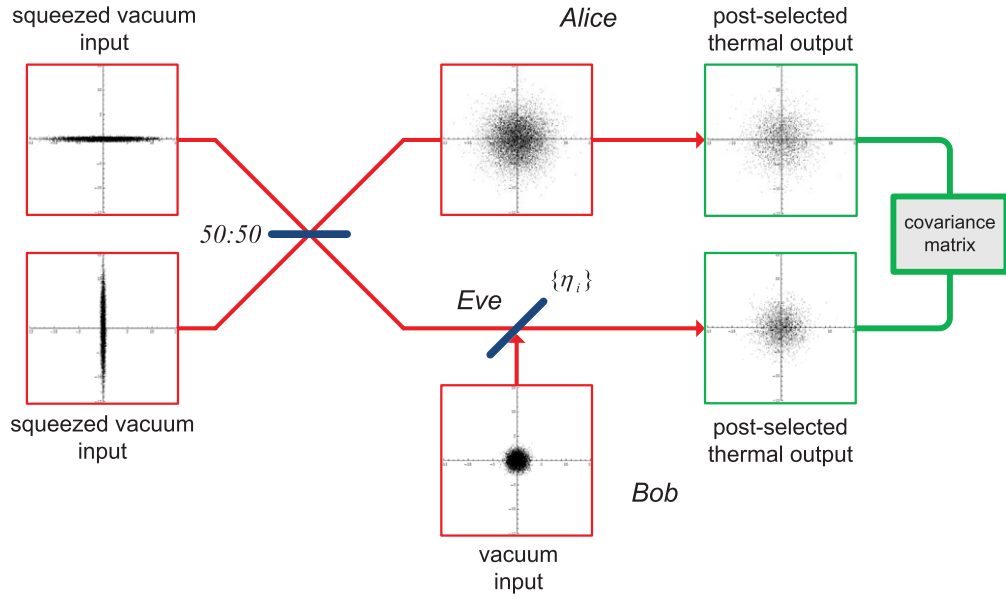 squeezed vacuum
input
Alice
post-selected
thermal output
50:50
covariance
matrix
Eve
{η i}
squeezed vacuum
input
post-selected
thermal output
Bob
vacuum
input